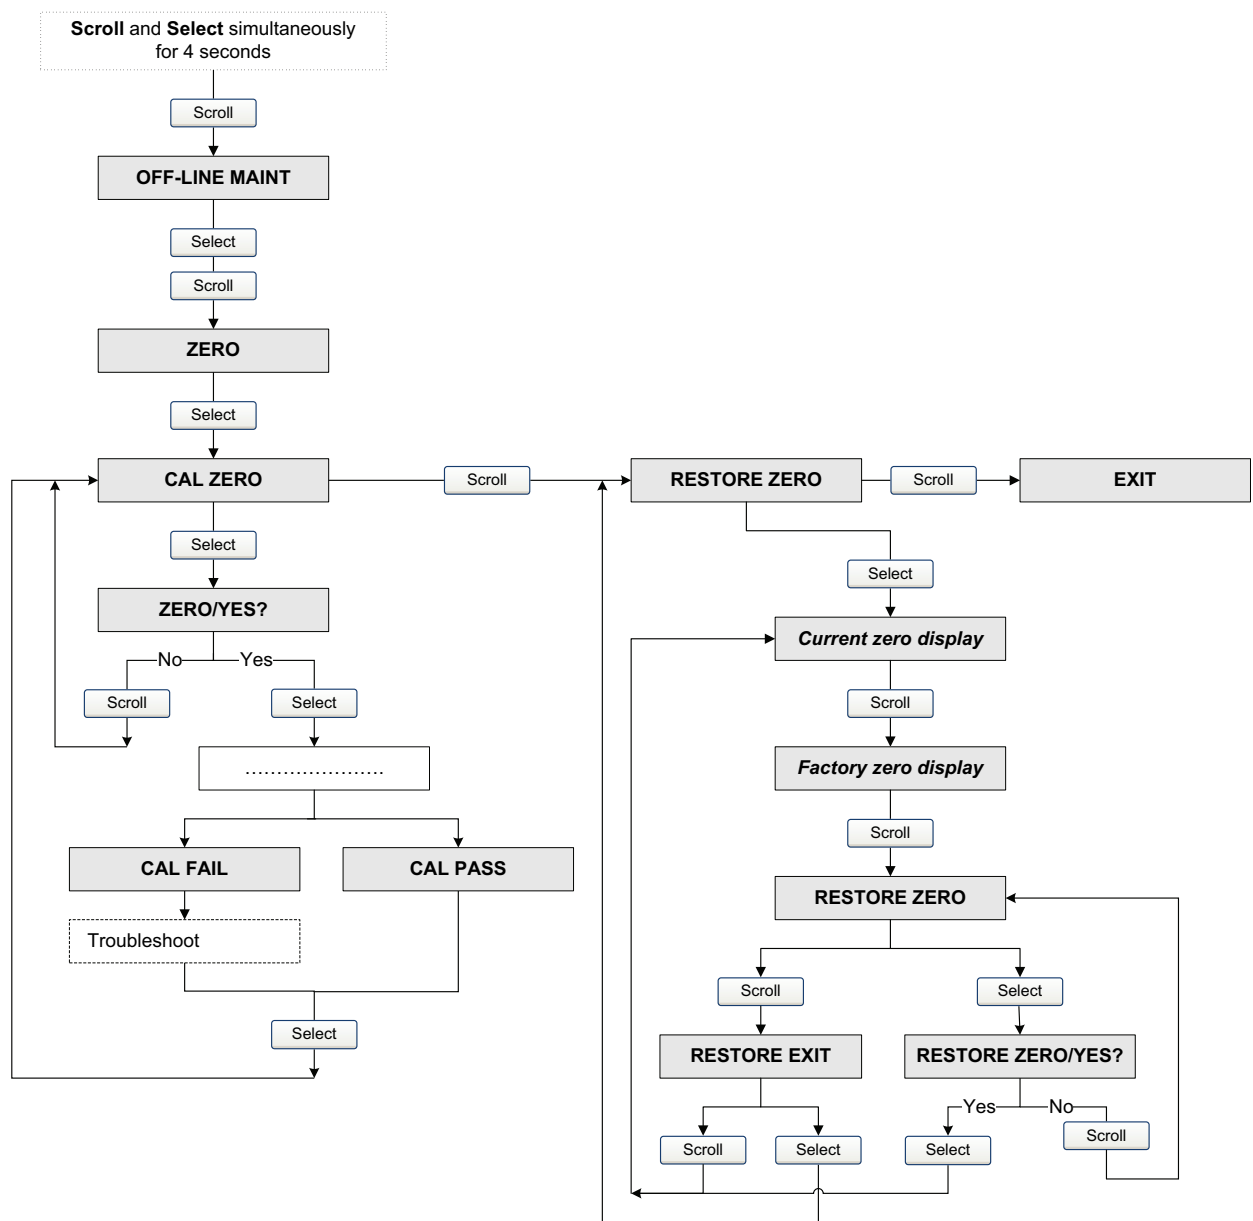 Scroll and Select simultaneously
for 4 seconds
Scroll
OFF-LINE MAINT
Select
Scroll
ZERO
Select
CAL ZERO
Scroll
RESTORE ZERO
Scroll
EXIT
Select
ZERO/YES?
No
Yes
Scroll
Select
......................
CAL FAIL
CAL PASS
Troubleshoot
Select
Select
Current zero display
Scroll
Factory zero display
Scroll
RESTORE ZERO
Scroll
Select
RESTORE EXIT
RESTORE ZERO/YES?
Yes
No
Scroll
Select
Select
Scroll